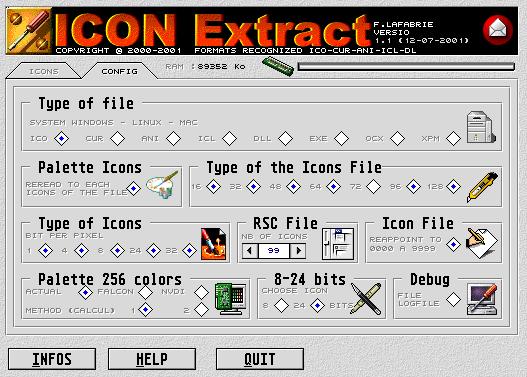 ICON Extract
F.LAFABRIE
VERSIO
1.1 (12-07-2001)
COPYRIGHT @ 2000-2001 FORMATS RECOGNIZED ICO-CUR-ANI-ICL-DL
ICONS CONFIG RAM : 89352 Ko
Type of file
SYSTEM WINDOWS - LINUX - MAC
ICO CUR ANI ICL DLL EXE OCX XPM
Palette Icons
REREAD TO EACH
ICONS OF THE FILE
Type of the Icons File
16 32 48 64 72 96 128
Type of Icons
BIT PER PIXEL
1 4 8 24 32
RSC File
NB OF ICONS
99
Icon File
REAPPOINT TO
0000 A 9999
Palette 256 colors
ACTUAL FALCON NVDI
METHOD (CALCUL) 1 2
8-24 bits
CHOOSE ICON
8 24 BITS
Debug
FILE
LOGFILE
INFOS HELP QUIT